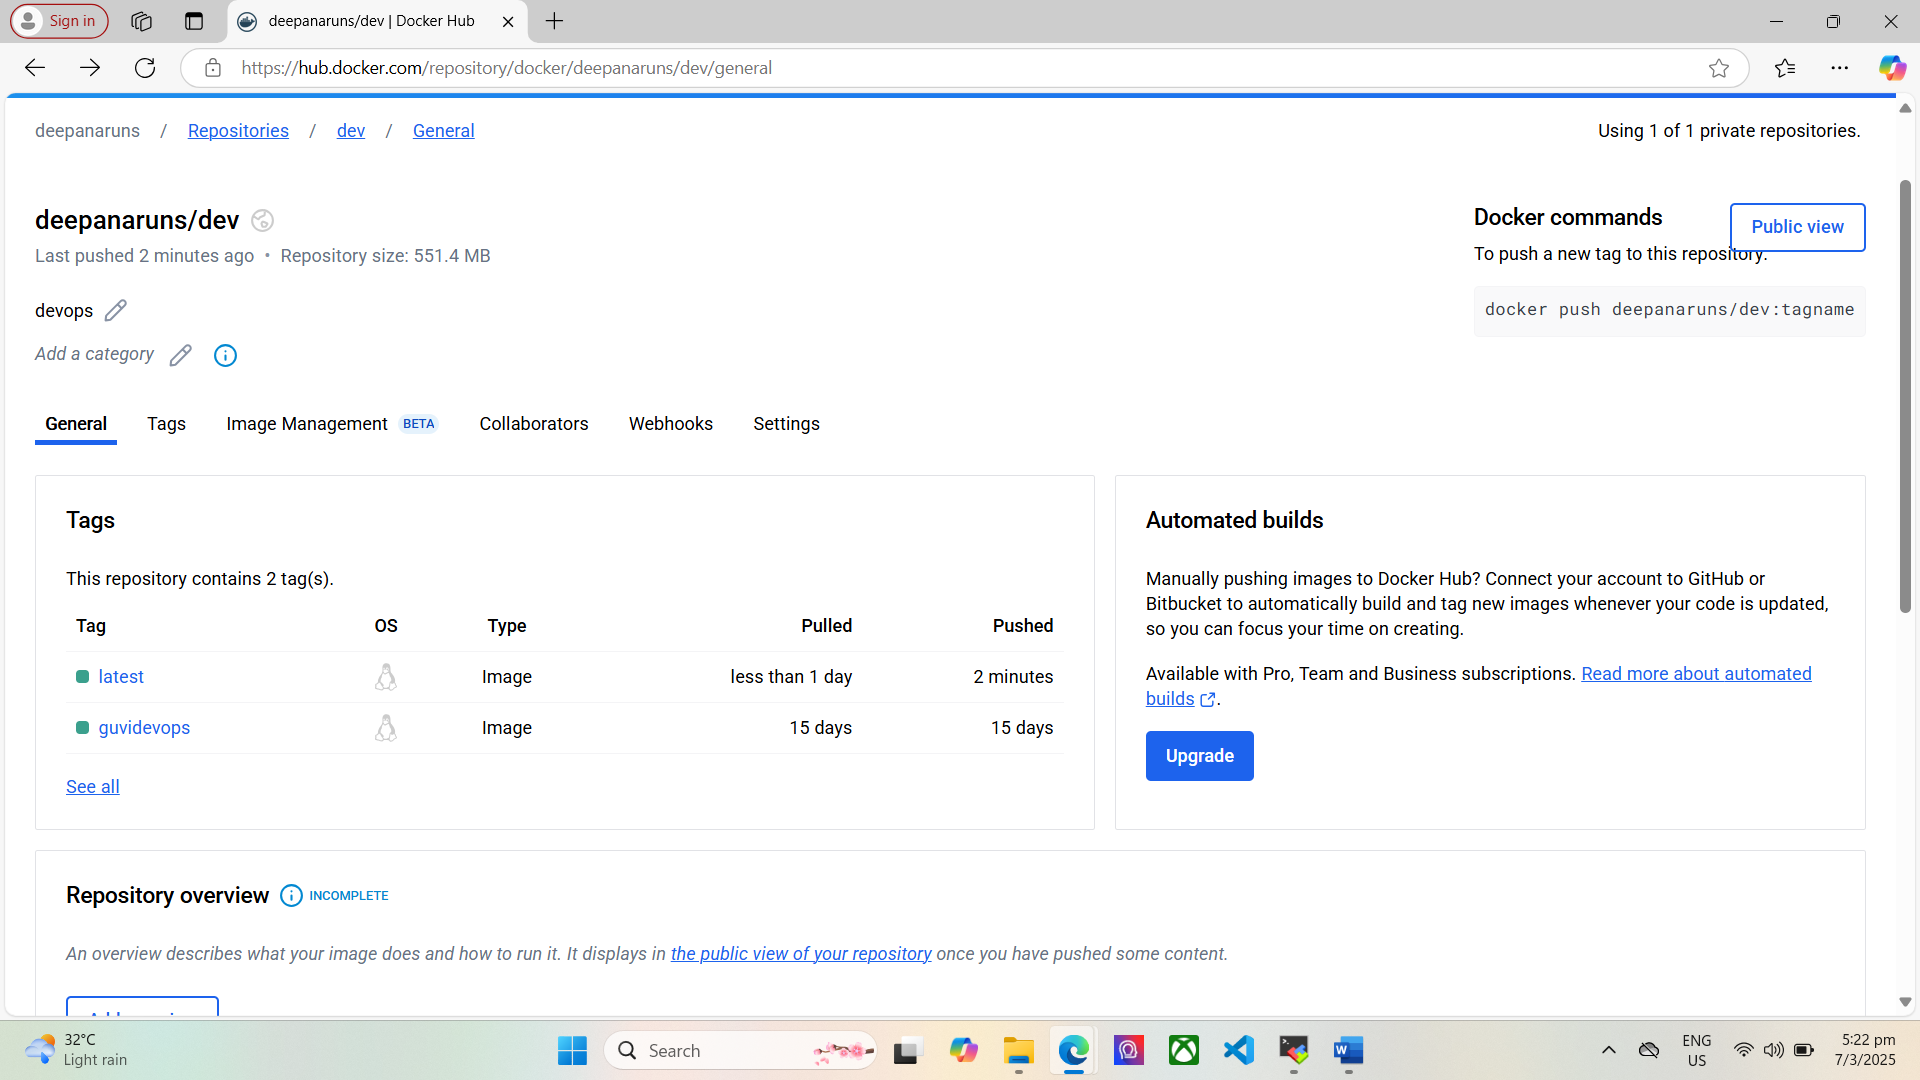 Sign in
deepanaruns/dev | Docker Hub
https://hub.docker.com/repository/docker/deepanaruns/dev/general
deepanaruns / Repositories / dev / General
Using 1 of 1 private repositories.
deepanaruns/dev
Last pushed 2 minutes ago • Repository size: 551.4 MB
devops
Add a category
Docker commands
Public view
To push a new tag to this repository:
docker push deepanaruns/dev:tagname
General Tags Image Management BETA Collaborators Webhooks Settings
Tags
This repository contains 2 tag(s).
Tag OS Type Pulled Pushed
latest Image less than 1 day 2 minutes
guvidevops Image 15 days 15 days
See all
Automated builds
Manually pushing images to Docker Hub? Connect your account to GitHub or
Bitbucket to automatically build and tag new images whenever your code is updated,
so you can focus your time on creating.
Available with Pro, Team and Business subscriptions. Read more about automated
builds .
Upgrade
Repository overview INCOMPLETE
An overview describes what your image does and how to run it. It displays in the public view of your repository once you have pushed some content.
32°C
Light rain
Search
ENG
US
5:22 pm
7/3/2025